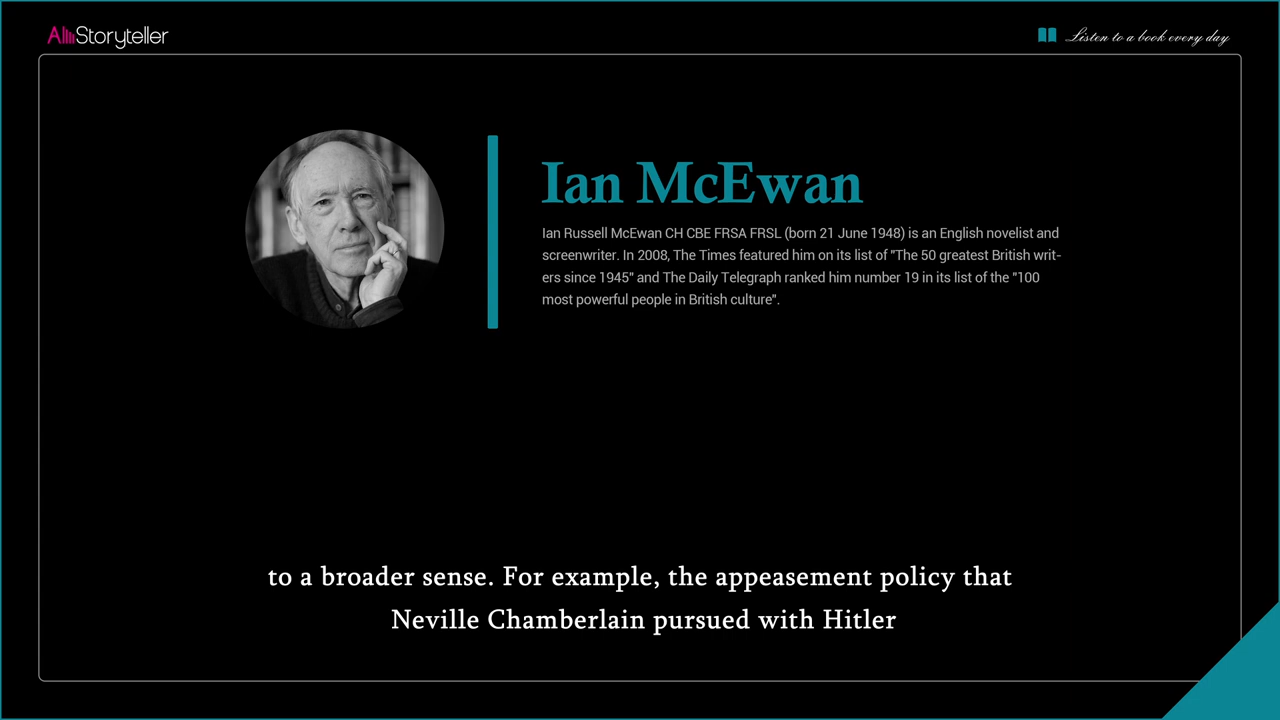 AllStoryteller
Listen to a book every day
Ian McEwan
Ian Russell McEwan CH CBE FRSA FRSL (born 21 June 1948) is an English novelist and
screenwriter. In 2008, The Times featured him on its list of "The 50 greatest British writ-
ers since 1945" and The Daily Telegraph ranked him number 19 in its list of the "100
most powerful people in British culture".
to a broader sense. For example, the appeasement policy that
Neville Chamberlain pursued with Hitler